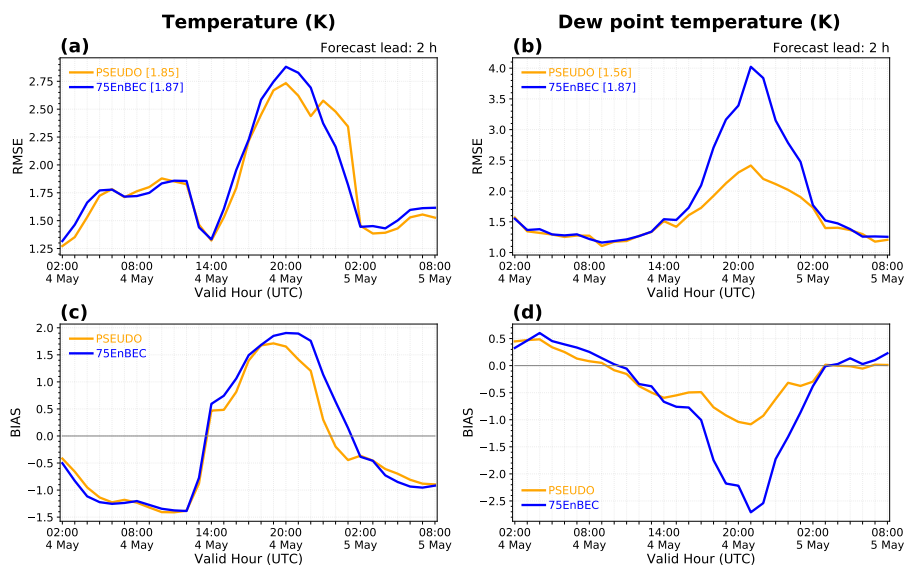 Temperature (K)
Dew point temperature (K)
(a)
Forecast lead: 2 h
(b)
Forecast lead: 2 h
PSEUDO [1.85]
75EnBEC [1.87]
PSEUDO [1.56]
75EnBEC [1.87]
RMSE
2.75
2.50
2.25
2.00
1.75
1.50
1.25
RMSE
4.0
3.5
3.0
2.5
2.0
1.5
1.0
02:00 08:00 14:00 20:00 02:00 08:00
4 May 4 May 4 May 4 May 5 May 5 May
Valid Hour (UTC)
02:00 08:00 14:00 20:00 02:00 08:00
4 May 4 May 4 May 4 May 5 May 5 May
Valid Hour (UTC)
(c)
(d)
PSEUDO
75EnBEC
BIAS
2.0
1.5
1.0
0.5
0.0
−0.5
−1.0
−1.5
BIAS
0.5
0.0
−0.5
−1.0
−1.5
−2.0
−2.5
PSEUDO
75EnBEC
02:00 08:00 14:00 20:00 02:00 08:00
4 May 4 May 4 May 4 May 5 May 5 May
Valid Hour (UTC)
02:00 08:00 14:00 20:00 02:00 08:00
4 May 4 May 4 May 4 May 5 May 5 May
Valid Hour (UTC)